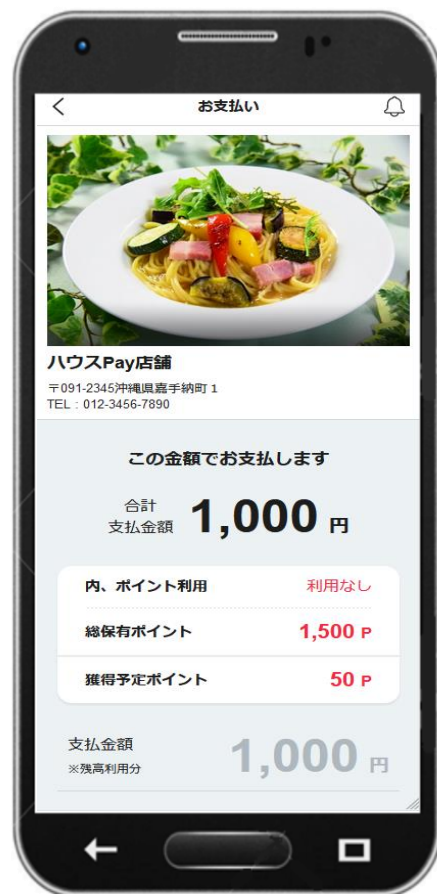 お支払い
ハウスPay店舗
〒091-2345沖縄県嘉手納町1
TEL：012-3456-7890
この金額でお支払します
合計
支払金額 1,000 円
内、ポイント利用 利用なし
総保有ポイント 1,500 P
獲得予定ポイント 50 P
支払金額
※残高利用分 1,000 円